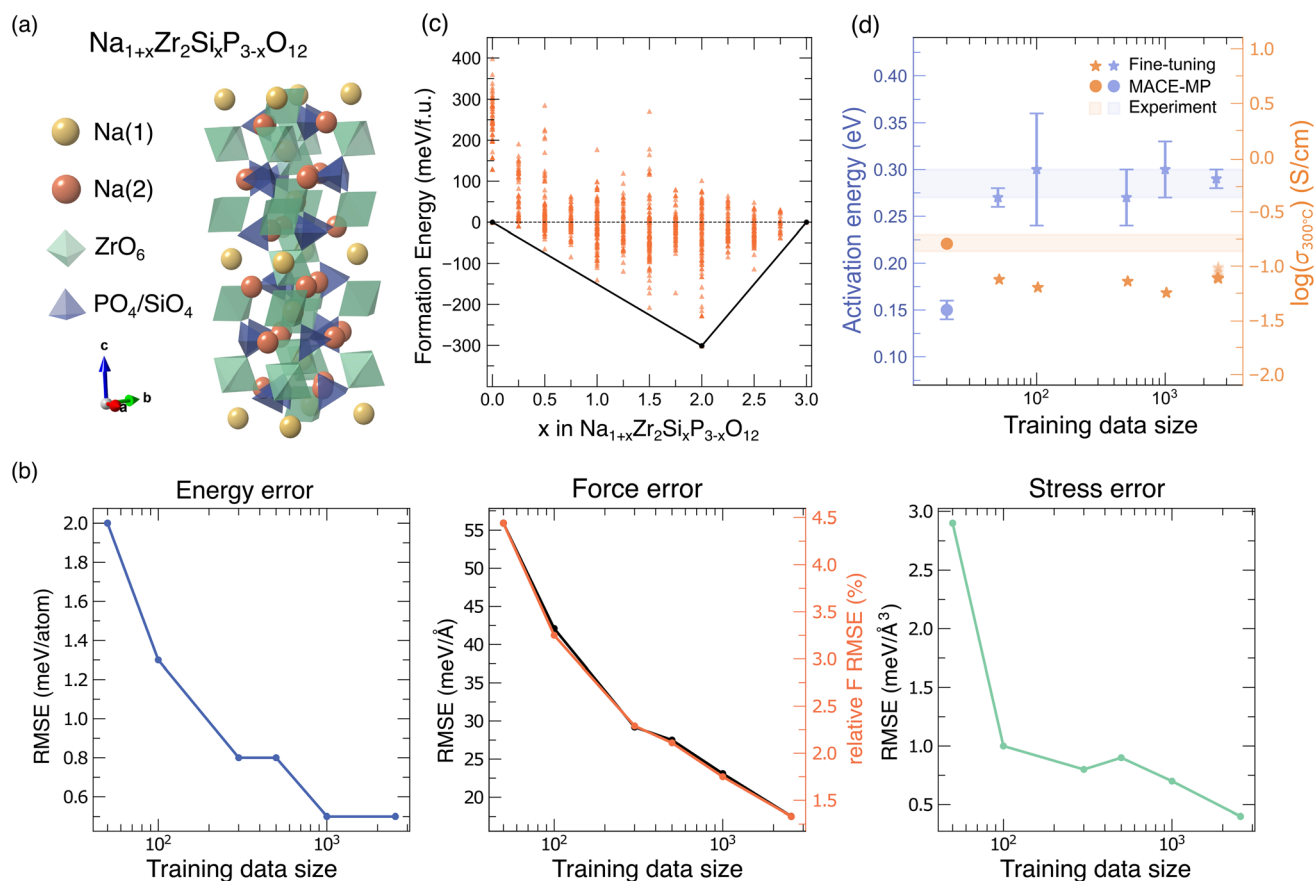 (a)
Na1+xZr2SixP3-xO12
Na(1)
Na(2)
ZrO6
PO4/SiO4
c
a
b
(c)
Formation Energy (meV/f.u.)
400
300
200
100
0
−100
−200
−300
0.0 0.5 1.0 1.5 2.0 2.5 3.0
x in Na1+xZr2SixP3-xO12
(d)
Activation energy (eV)
0.40
0.35
0.30
0.25
0.20
0.15
0.10
Fine-tuning
MACE-MP
Experiment
1.0
0.5
−0.0
−0.5
−1.0
−1.5
−2.0
log(σ300°C) (S/cm)
10² 10³
Training data size
(b)
Energy error
RMSE (meV/atom)
2.0
1.8
1.6
1.4
1.2
1.0
0.8
0.6
10² 10³
Training data size
Force error
RMSE (meV/Å)
55
50
45
40
35
30
25
20
4.5
4.0
3.5
3.0
2.5
2.0
1.5
relative F RMSE (%)
10² 10³
Training data size
Stress error
RMSE (meV/Å³)
3.0
2.5
2.0
1.5
1.0
0.5
10² 10³
Training data size